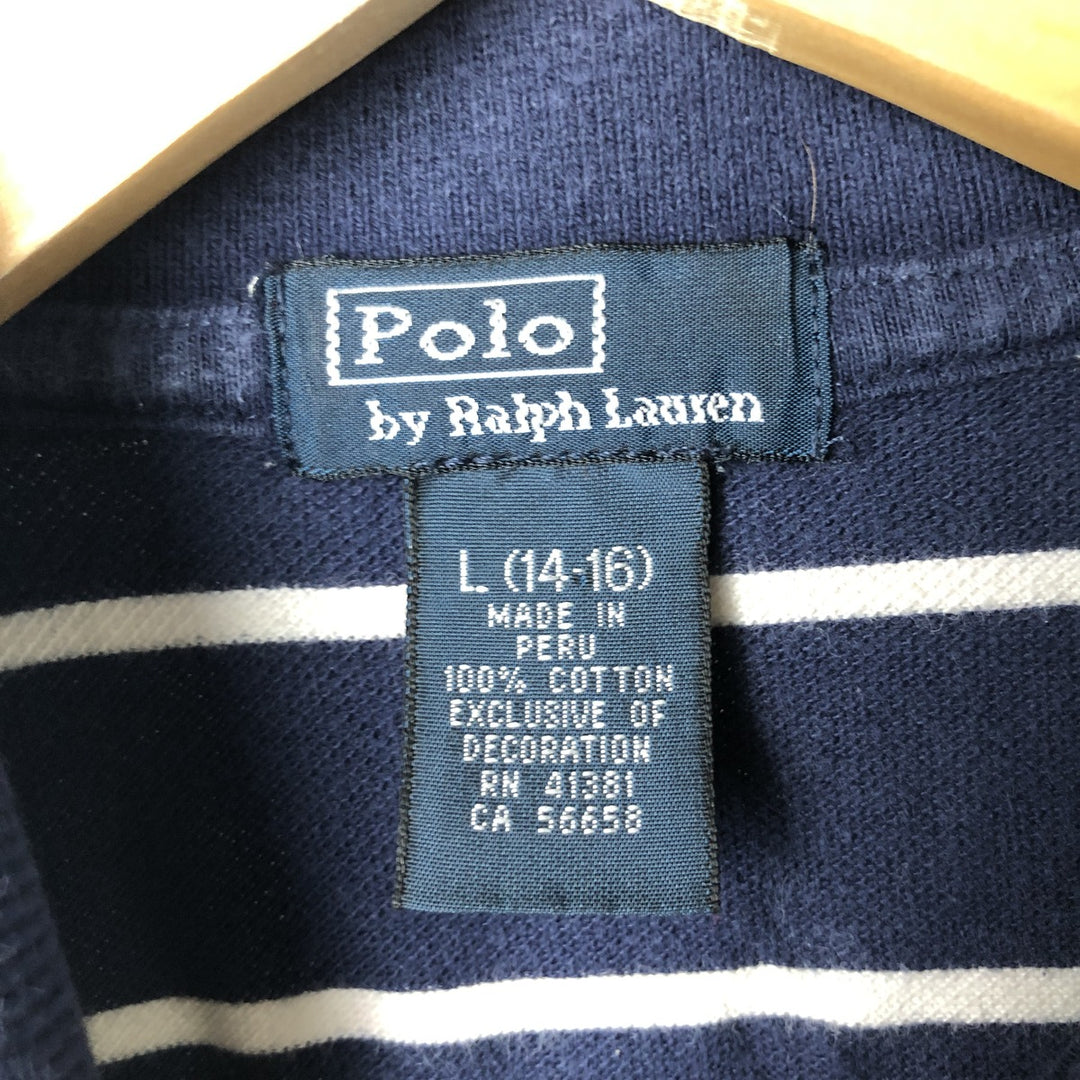 Polo
by Ralph Lauren
L (14-16)
MADE IN
PERU
100% COTTON
EXCLUSIVE OF
DECORATION
RN 41381
CA 56658